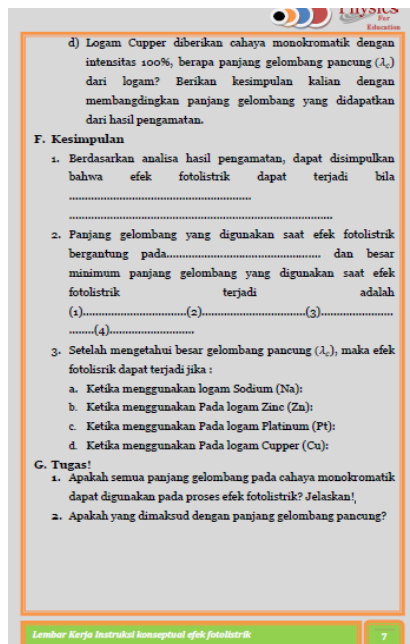 Physics
For
Education
d) Logam Cupper diberikan cahaya monokromatik dengan
intensitas 100%, berapa panjang gelombang pancung (λc)
dari logam? Berikan kesimpulan kalian dengan
membangdingkan panjang gelombang yang didapatkan
dari hasil pengamatan.
F. Kesimpulan
1. Berdasarkan analisa hasil pengamatan, dapat disimpulkan
bahwa efek fotolistrik dapat terjadi bila
............................................................
........................................................................................
2. Panjang gelombang yang digunakan saat efek fotolistrik
bergantung pada................................................... dan besar
minimum panjang gelombang yang digunakan saat efek
fotolistrik terjadi adalah
(1)..................................(2)..................................(3)........................
........(4)............................
3. Setelah mengetahui besar gelombang pancung (λc), maka efek
fotolisrik dapat terjadi jika :
a. Ketika menggunakan logam Sodium (Na):
b. Ketika menggunakan Pada logam Zinc (Zn):
c. Ketika menggunakan Pada logam Platinum (Pt):
d. Ketika menggunakan Pada logam Cupper (Cu):
G. Tugas!
1. Apakah semua panjang gelombang pada cahaya monokromatik
dapat digunakan pada proses efek fotolistrik? Jelaskan!,
2. Apakah yang dimaksud dengan panjang gelombang pancung?
Lembar Kerja Instruksi konseptual efek fotolistrik
7